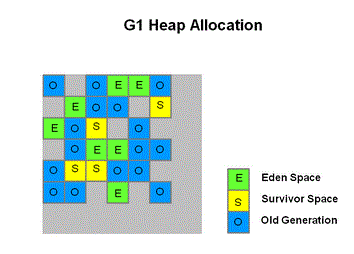 G1 Heap Allocation
O O E E O
E O O S
E O S O
O E E O O
O S S O O
O O E O
E Eden Space
S Survivor Space
O Old Generation